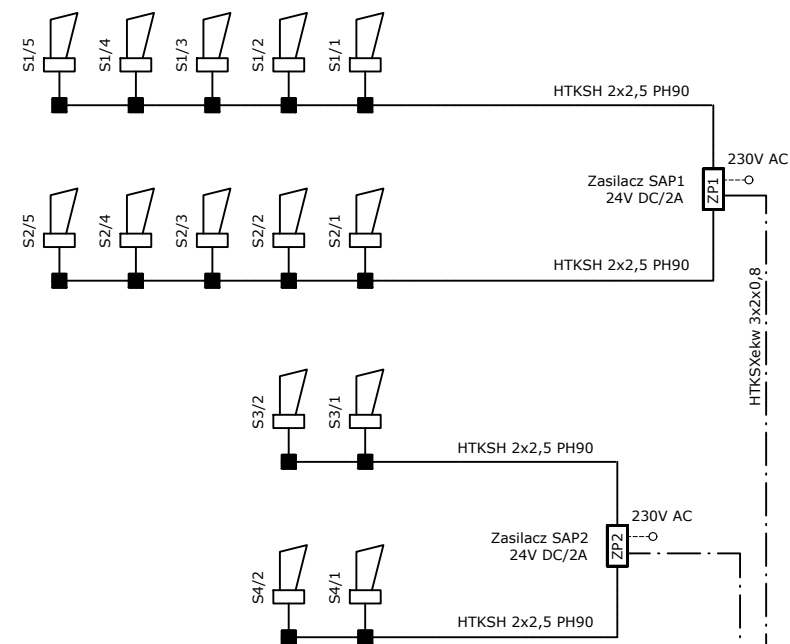 S1/5
S1/4
S1/3
S1/2
S1/1
HTKSH 2x2,5 PH90
230V AC
Zasilacz SAP1
24V DC/2A
ZP1
S2/5
S2/4
S2/3
S2/2
S2/1
HTKSH 2x2,5 PH90
HTKSXekw 3x2x0,8
S3/2
S3/1
HTKSH 2x2,5 PH90
230V AC
Zasilacz SAP2
24V DC/2A
ZP2
S4/2
S4/1
HTKSH 2x2,5 PH90